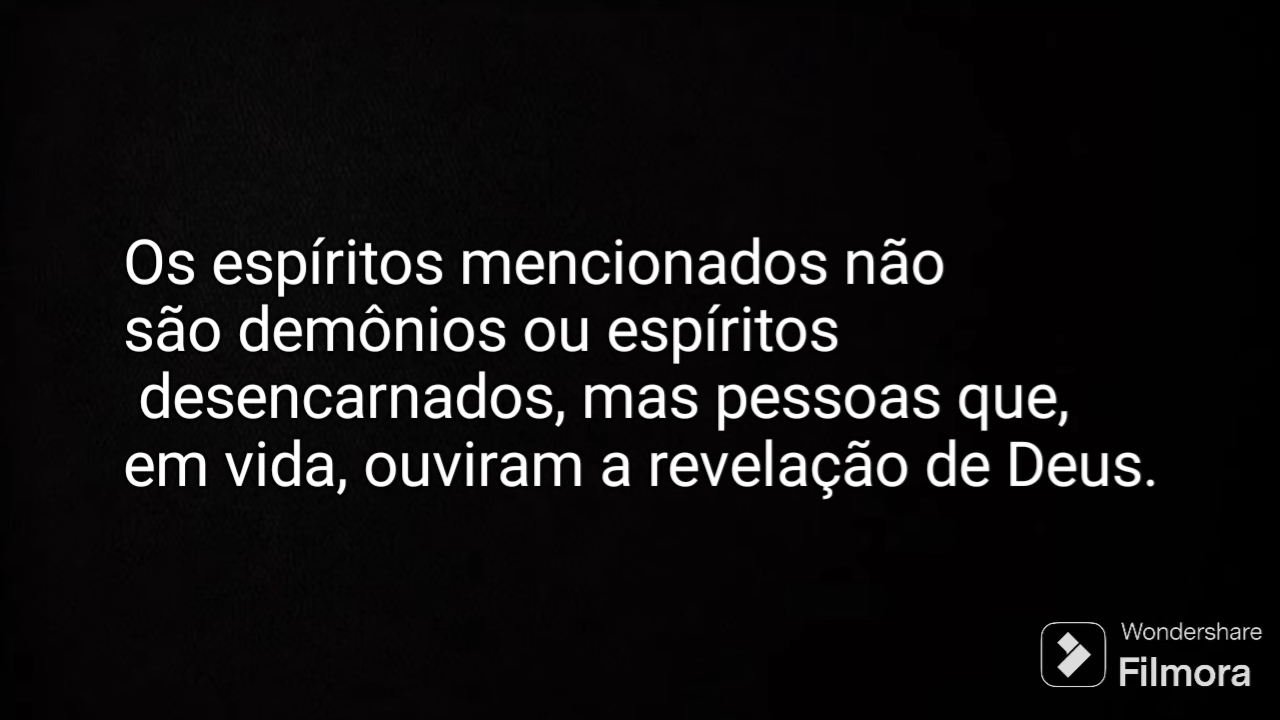 Os espíritos mencionados não
são demônios ou espíritos
desencarnados, mas pessoas que,
em vida, ouviram a revelação de Deus.
Wondershare
Filmora